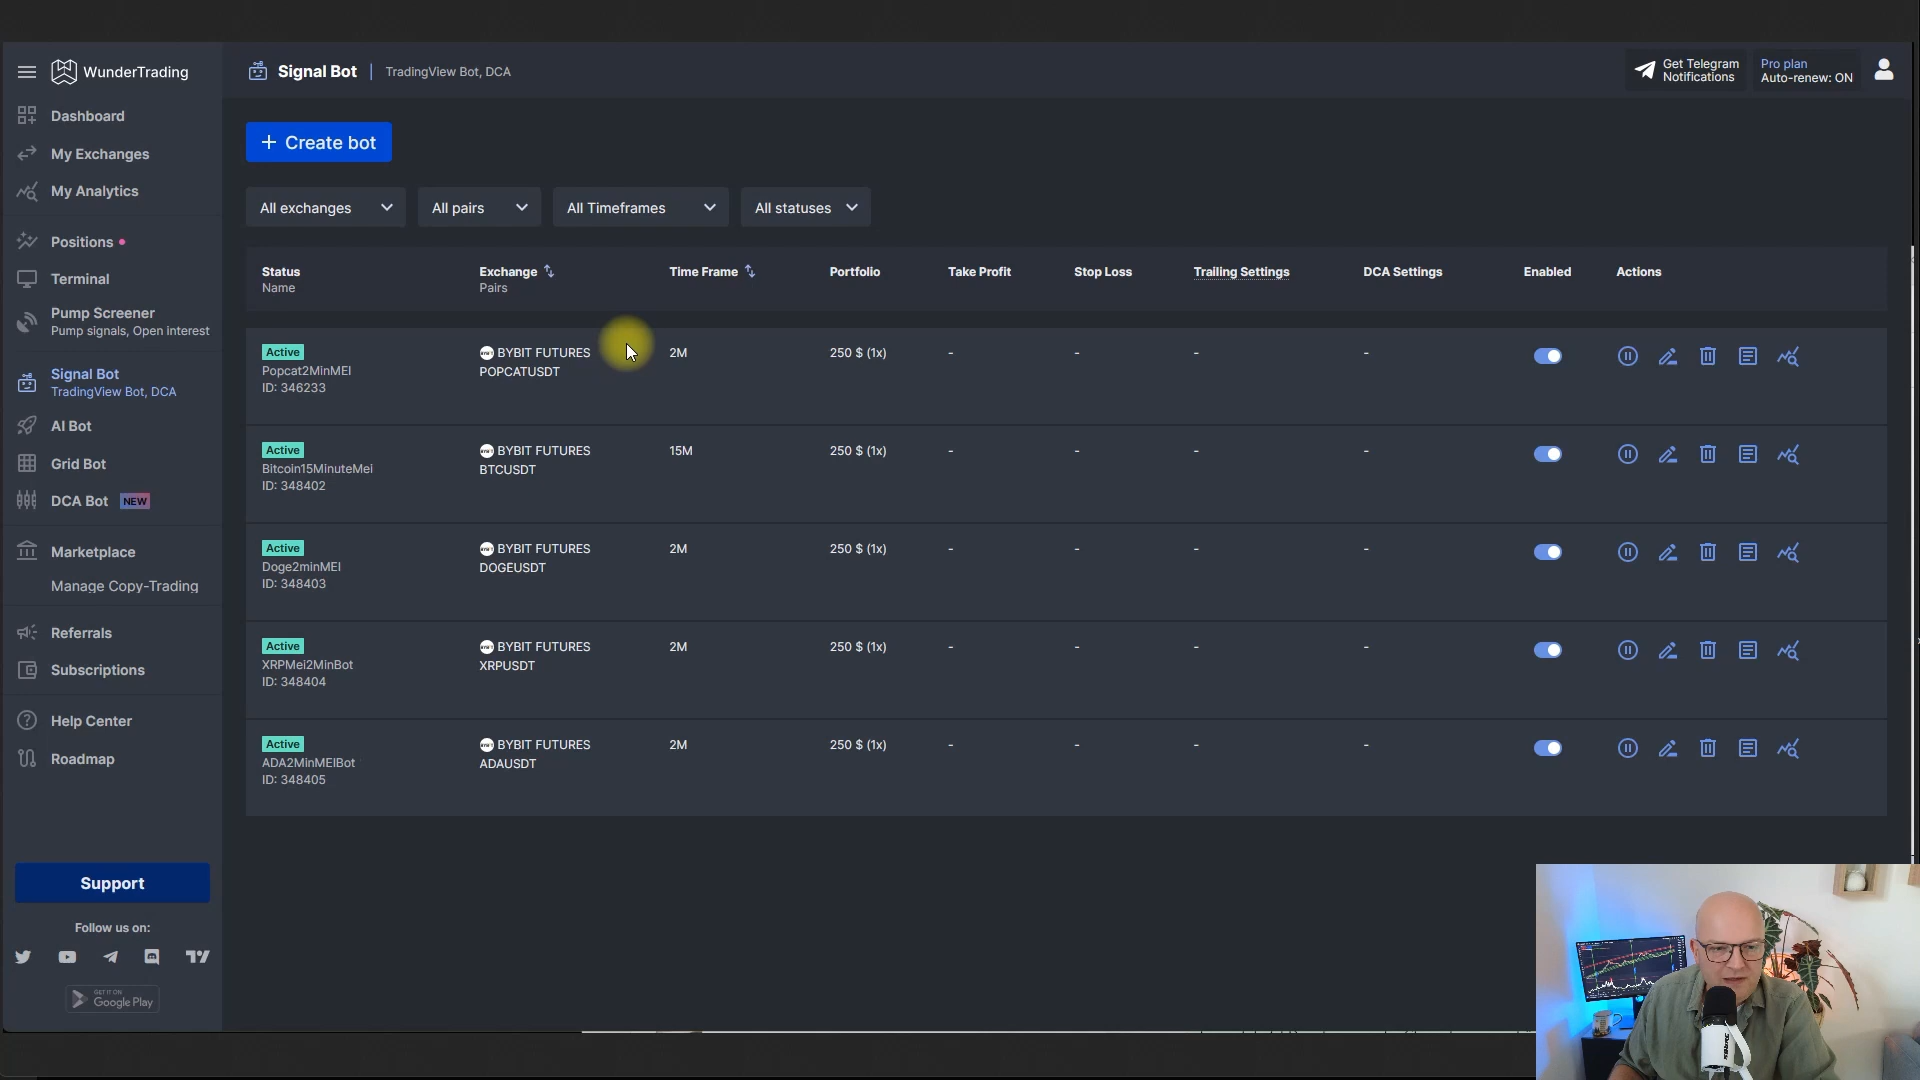 WunderTrading
Signal Bot | TradingView Bot, DCA
Get Telegram
Notifications
Pro plan
Auto-renew: ON
Dashboard
My Exchanges
My Analytics
Positions
Terminal
Pump Screener
Pump signals, Open interest
Signal Bot
TradingView Bot, DCA
AI Bot
Grid Bot
DCA Bot NEW
Marketplace
Manage Copy-Trading
Referrals
Subscriptions
Help Center
Roadmap
Support
Follow us on:
GET IT ON
Google Play
+ Create bot
All exchanges All pairs All Timeframes All statuses
Status Exchange Time Frame Portfolio Take Profit Stop Loss Trailing Settings DCA Settings Enabled Actions
Name Pairs
Active BYBIT FUTURES 2M 250 $ (1x) - - - -
Popcat2MinMEI POPCATUSDT
ID: 346233
Active BYBIT FUTURES 15M 250 $ (1x) - - - -
Bitcoin15MinuteMei BTCUSDT
ID: 348402
Active BYBIT FUTURES 2M 250 $ (1x) - - - -
Doge2minMEI DOGEUSDT
ID: 348403
Active BYBIT FUTURES 2M 250 $ (1x) - - - -
XRPMei2MinBot XRPUSDT
ID: 348404
Active BYBIT FUTURES 2M 250 $ (1x) - - - -
ADA2MinMEIBot ADAUSDT
ID: 348405